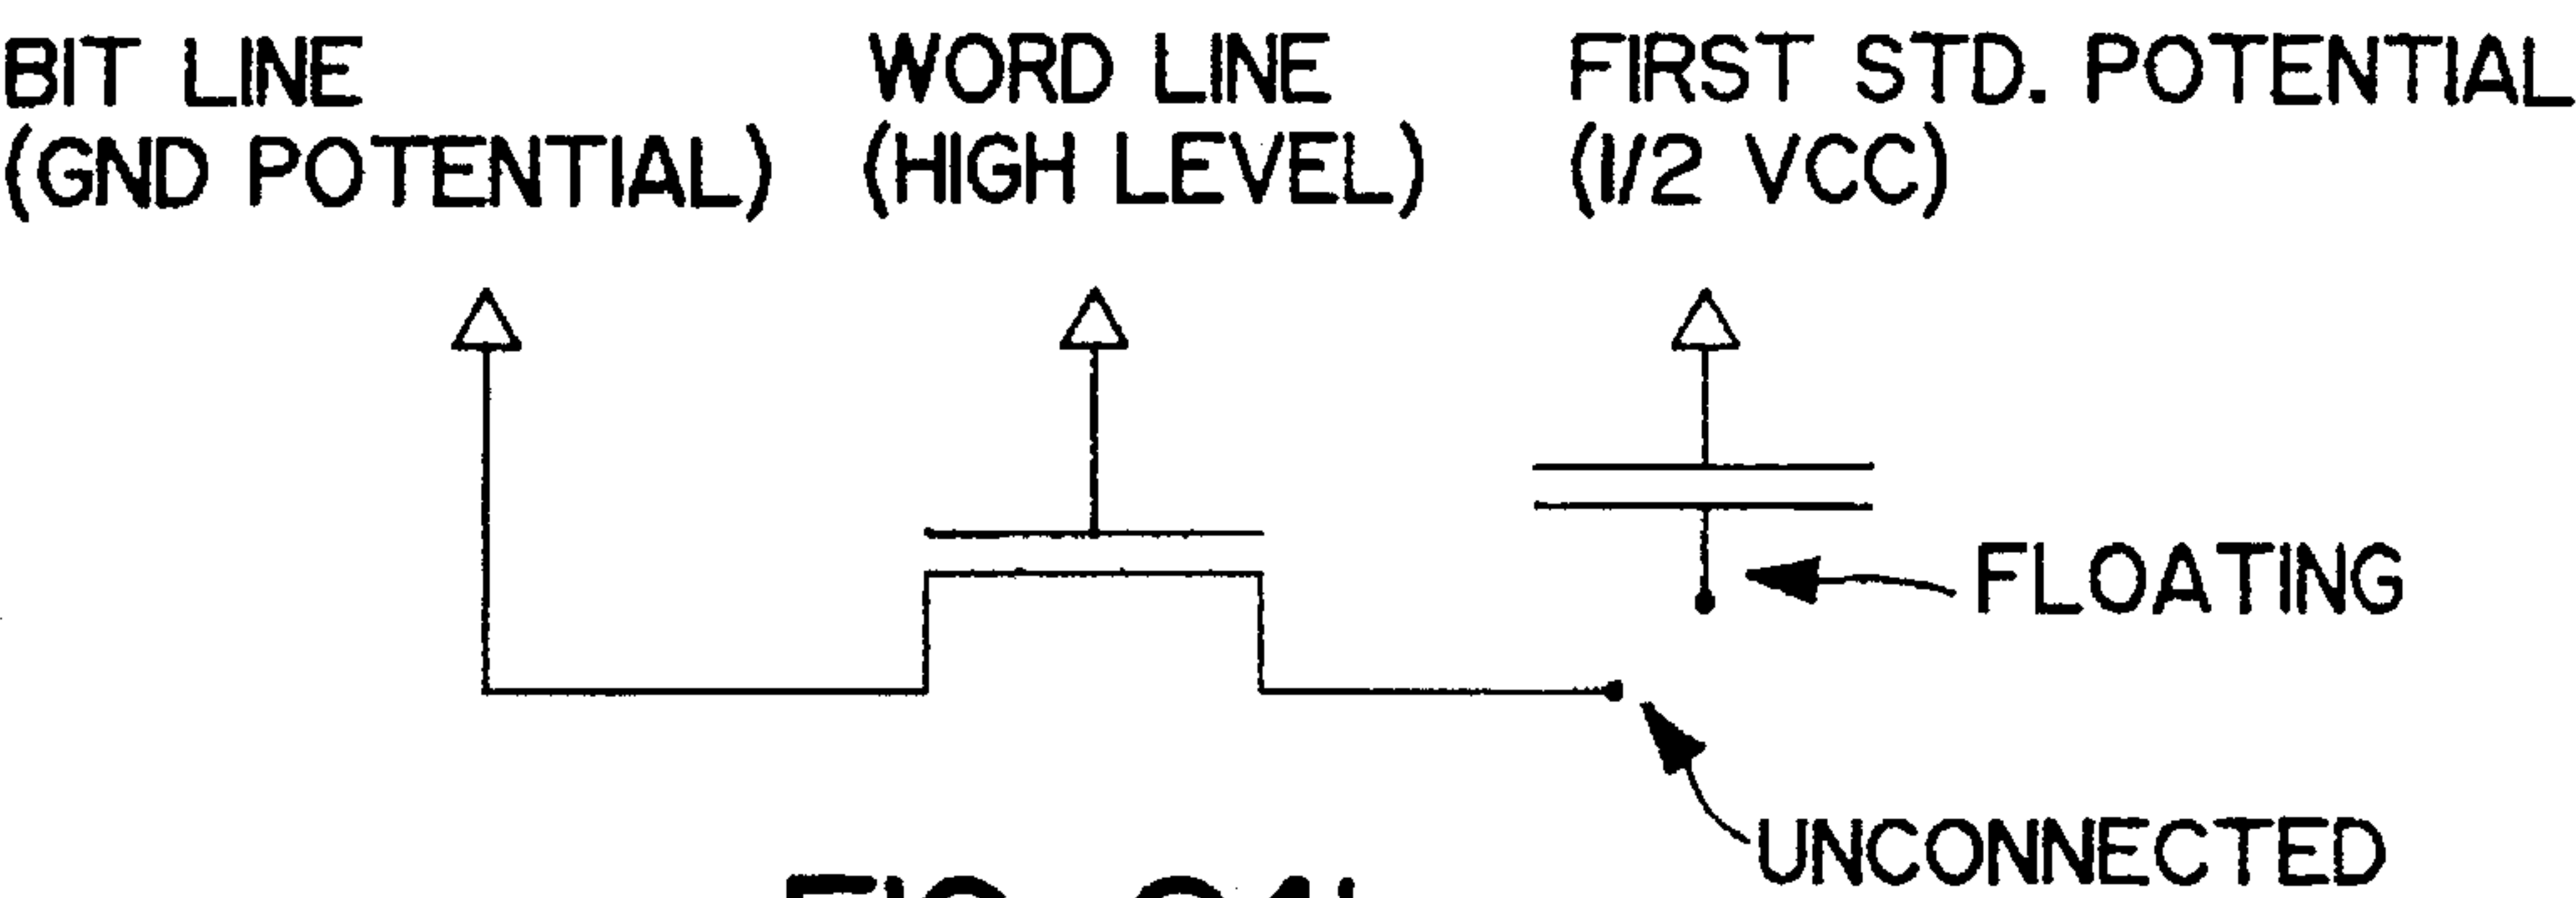 BIT LINE
(GND POTENTIAL)
WORD LINE
(HIGH LEVEL)
FIRST STD. POTENTIAL
(1/2 VCC)
FLOATING
UNCONNECTED